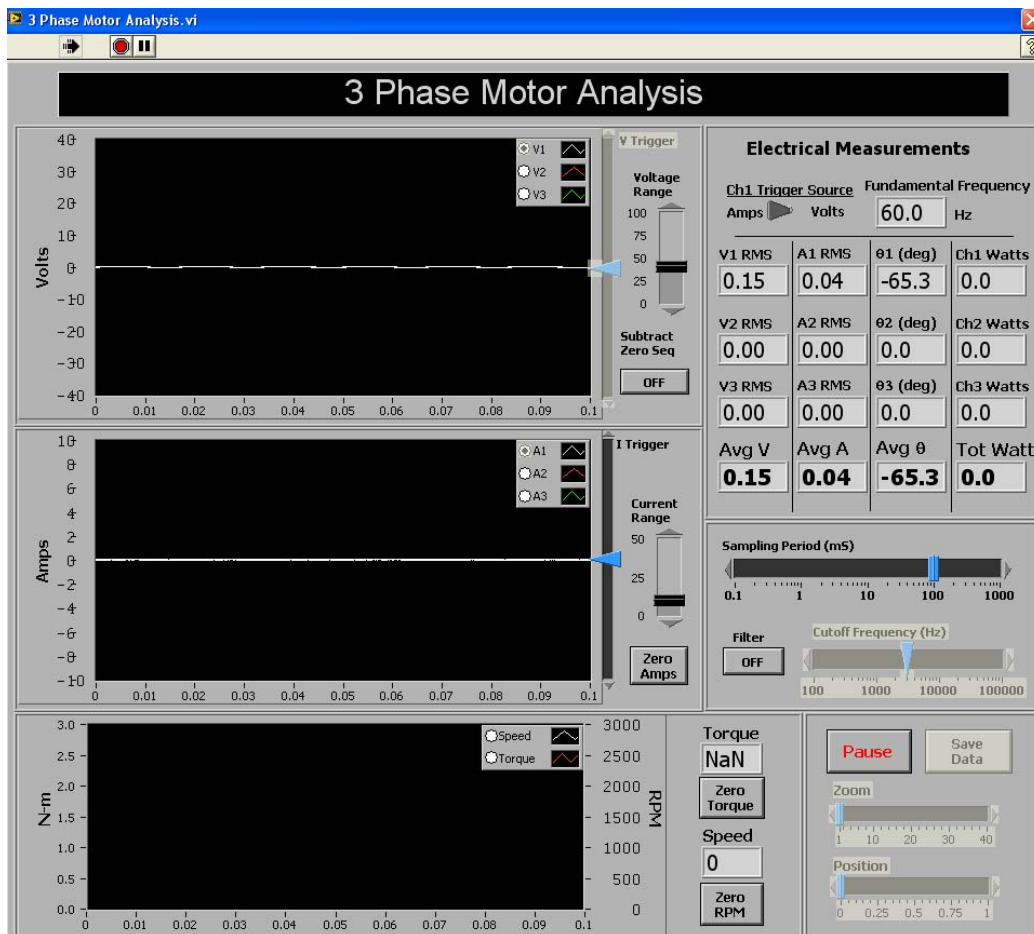 3 Phase Motor Analysis.vi
3 Phase Motor Analysis
40
30
20
10
0
-10
-20
-30
-40
Volts
0 0.01 0.02 0.03 0.04 0.05 0.06 0.07 0.08 0.09 0.1
V1
V2
V3
V Trigger
Voltage
Range
100
75
50
25
0
Subtract
Zero Seq
OFF
10
8
6
4
2
0
-2
-4
-6
-8
-10
Amps
0 0.01 0.02 0.03 0.04 0.05 0.06 0.07 0.08 0.09 0.1
A1
A2
A3
I Trigger
Current
Range
50
25
0
Zero
Amps
3.0
2.5
2.0
1.5
1.0
0.5
0.0
N-m
0 0.01 0.02 0.03 0.04 0.05 0.06 0.07 0.08 0.09 0.1
Speed
Torque
3000
2500
2000
1500
1000
500
0
RPM
Torque
NaN
Zero
Torque
Speed
0
Zero
RPM
Electrical Measurements
Ch1 Trigger Source
Amps Volts
Fundamental Frequency
60.0 Hz
V1 RMS A1 RMS θ1 (deg) Ch1 Watts
0.15 0.04 -65.3 0.0
V2 RMS A2 RMS θ2 (deg) Ch2 Watts
0.00 0.00 0.0 0.0
V3 RMS A3 RMS θ3 (deg) Ch3 Watts
0.00 0.00 0.0 0.0
Avg V Avg A Avg θ Tot Watt
0.15 0.04 -65.3 0.0
Sampling Period (mS)
0.1 1 10 100 1000
Filter
OFF
Cutoff Frequency (Hz)
100 1000 10000 100000
Pause
Save
Data
Zoom
1 10 20 30 40
Position
0 0.25 0.5 0.75 1